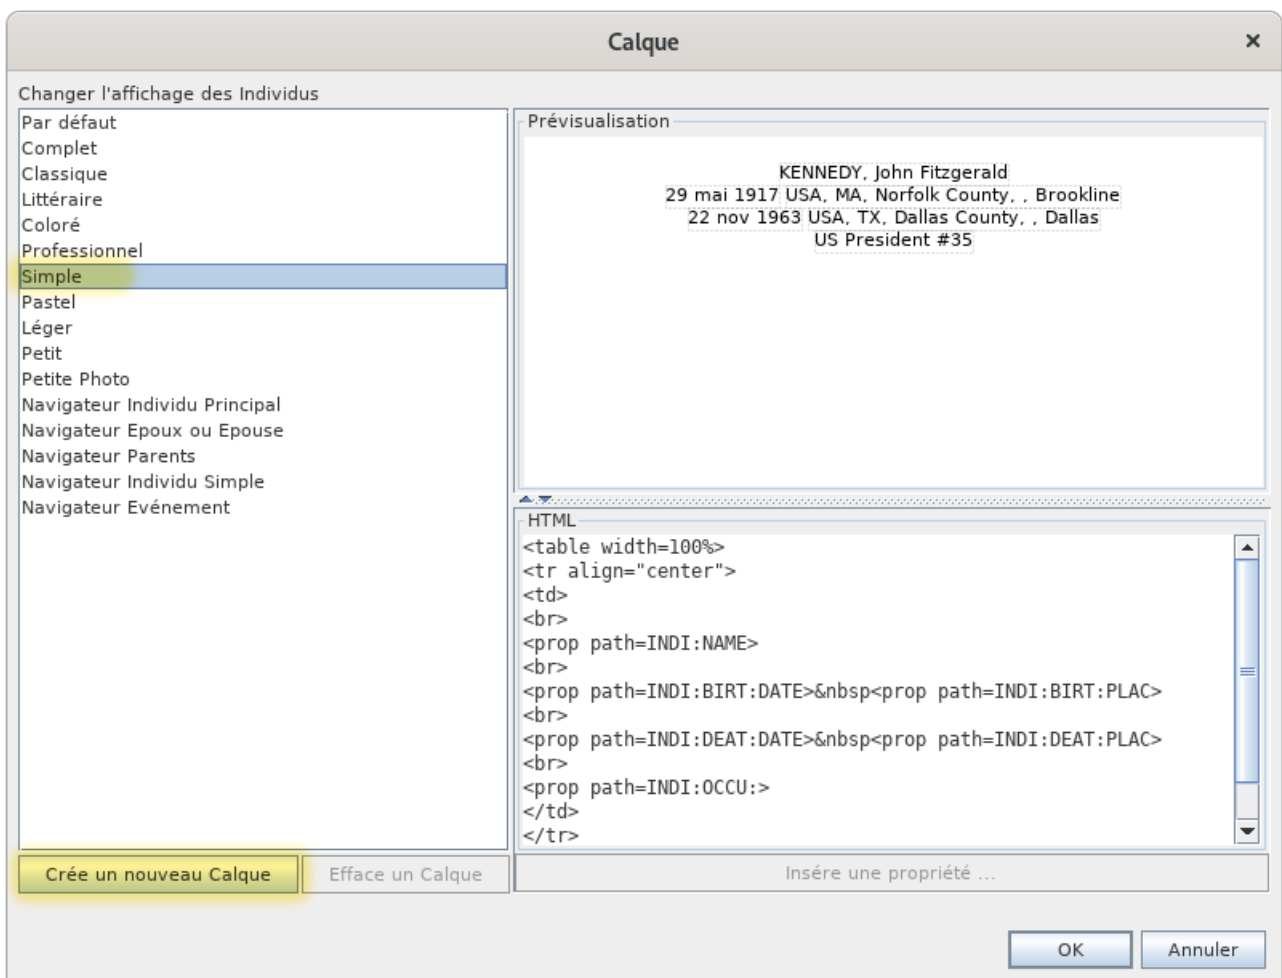 Calque
×
Changer l'affichage des Individus
Par défaut
Complet
Classique
Littéraire
Coloré
Professionnel
Simple
Pastel
Léger
Petit
Petite Photo
Navigateur Individu Principal
Navigateur Epoux ou Epouse
Navigateur Parents
Navigateur Individu Simple
Navigateur Evénement
Crée un nouveau Calque
Efface un Calque
Prévisualisation
KENNEDY, John Fitzgerald
29 mai 1917 USA, MA, Norfolk County, , Brookline
22 nov 1963 USA, TX, Dallas County, , Dallas
US President #35
HTML
<table width=100%>
<tr align="center">
<td>
<br>
<prop path=INDI:NAME>
<br>
<prop path=INDI:BIRT:DATE>&nbsp<prop path=INDI:BIRT:PLAC>
<br>
<prop path=INDI:DEAT:DATE>&nbsp<prop path=INDI:DEAT:PLAC>
<br>
<prop path=INDI:OCCU:>
</td>
</tr>
Insére une propriété ...
OK
Annuler